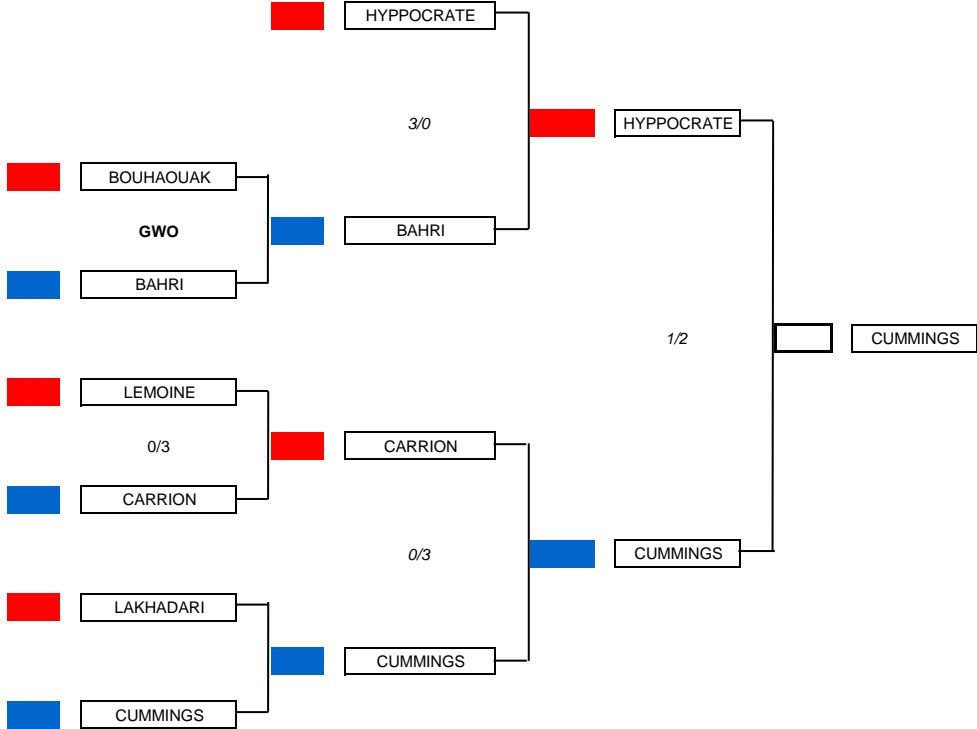 HYPPOCRATE
3/0
HYPPOCRATE
BOUHAOUAK
GWO
BAHRI
BAHRI
1/2
CUMMINGS
LEMOINE
0/3
CARRION
CARRION
0/3
CUMMINGS
LAKHADARI
CUMMINGS
CUMMINGS